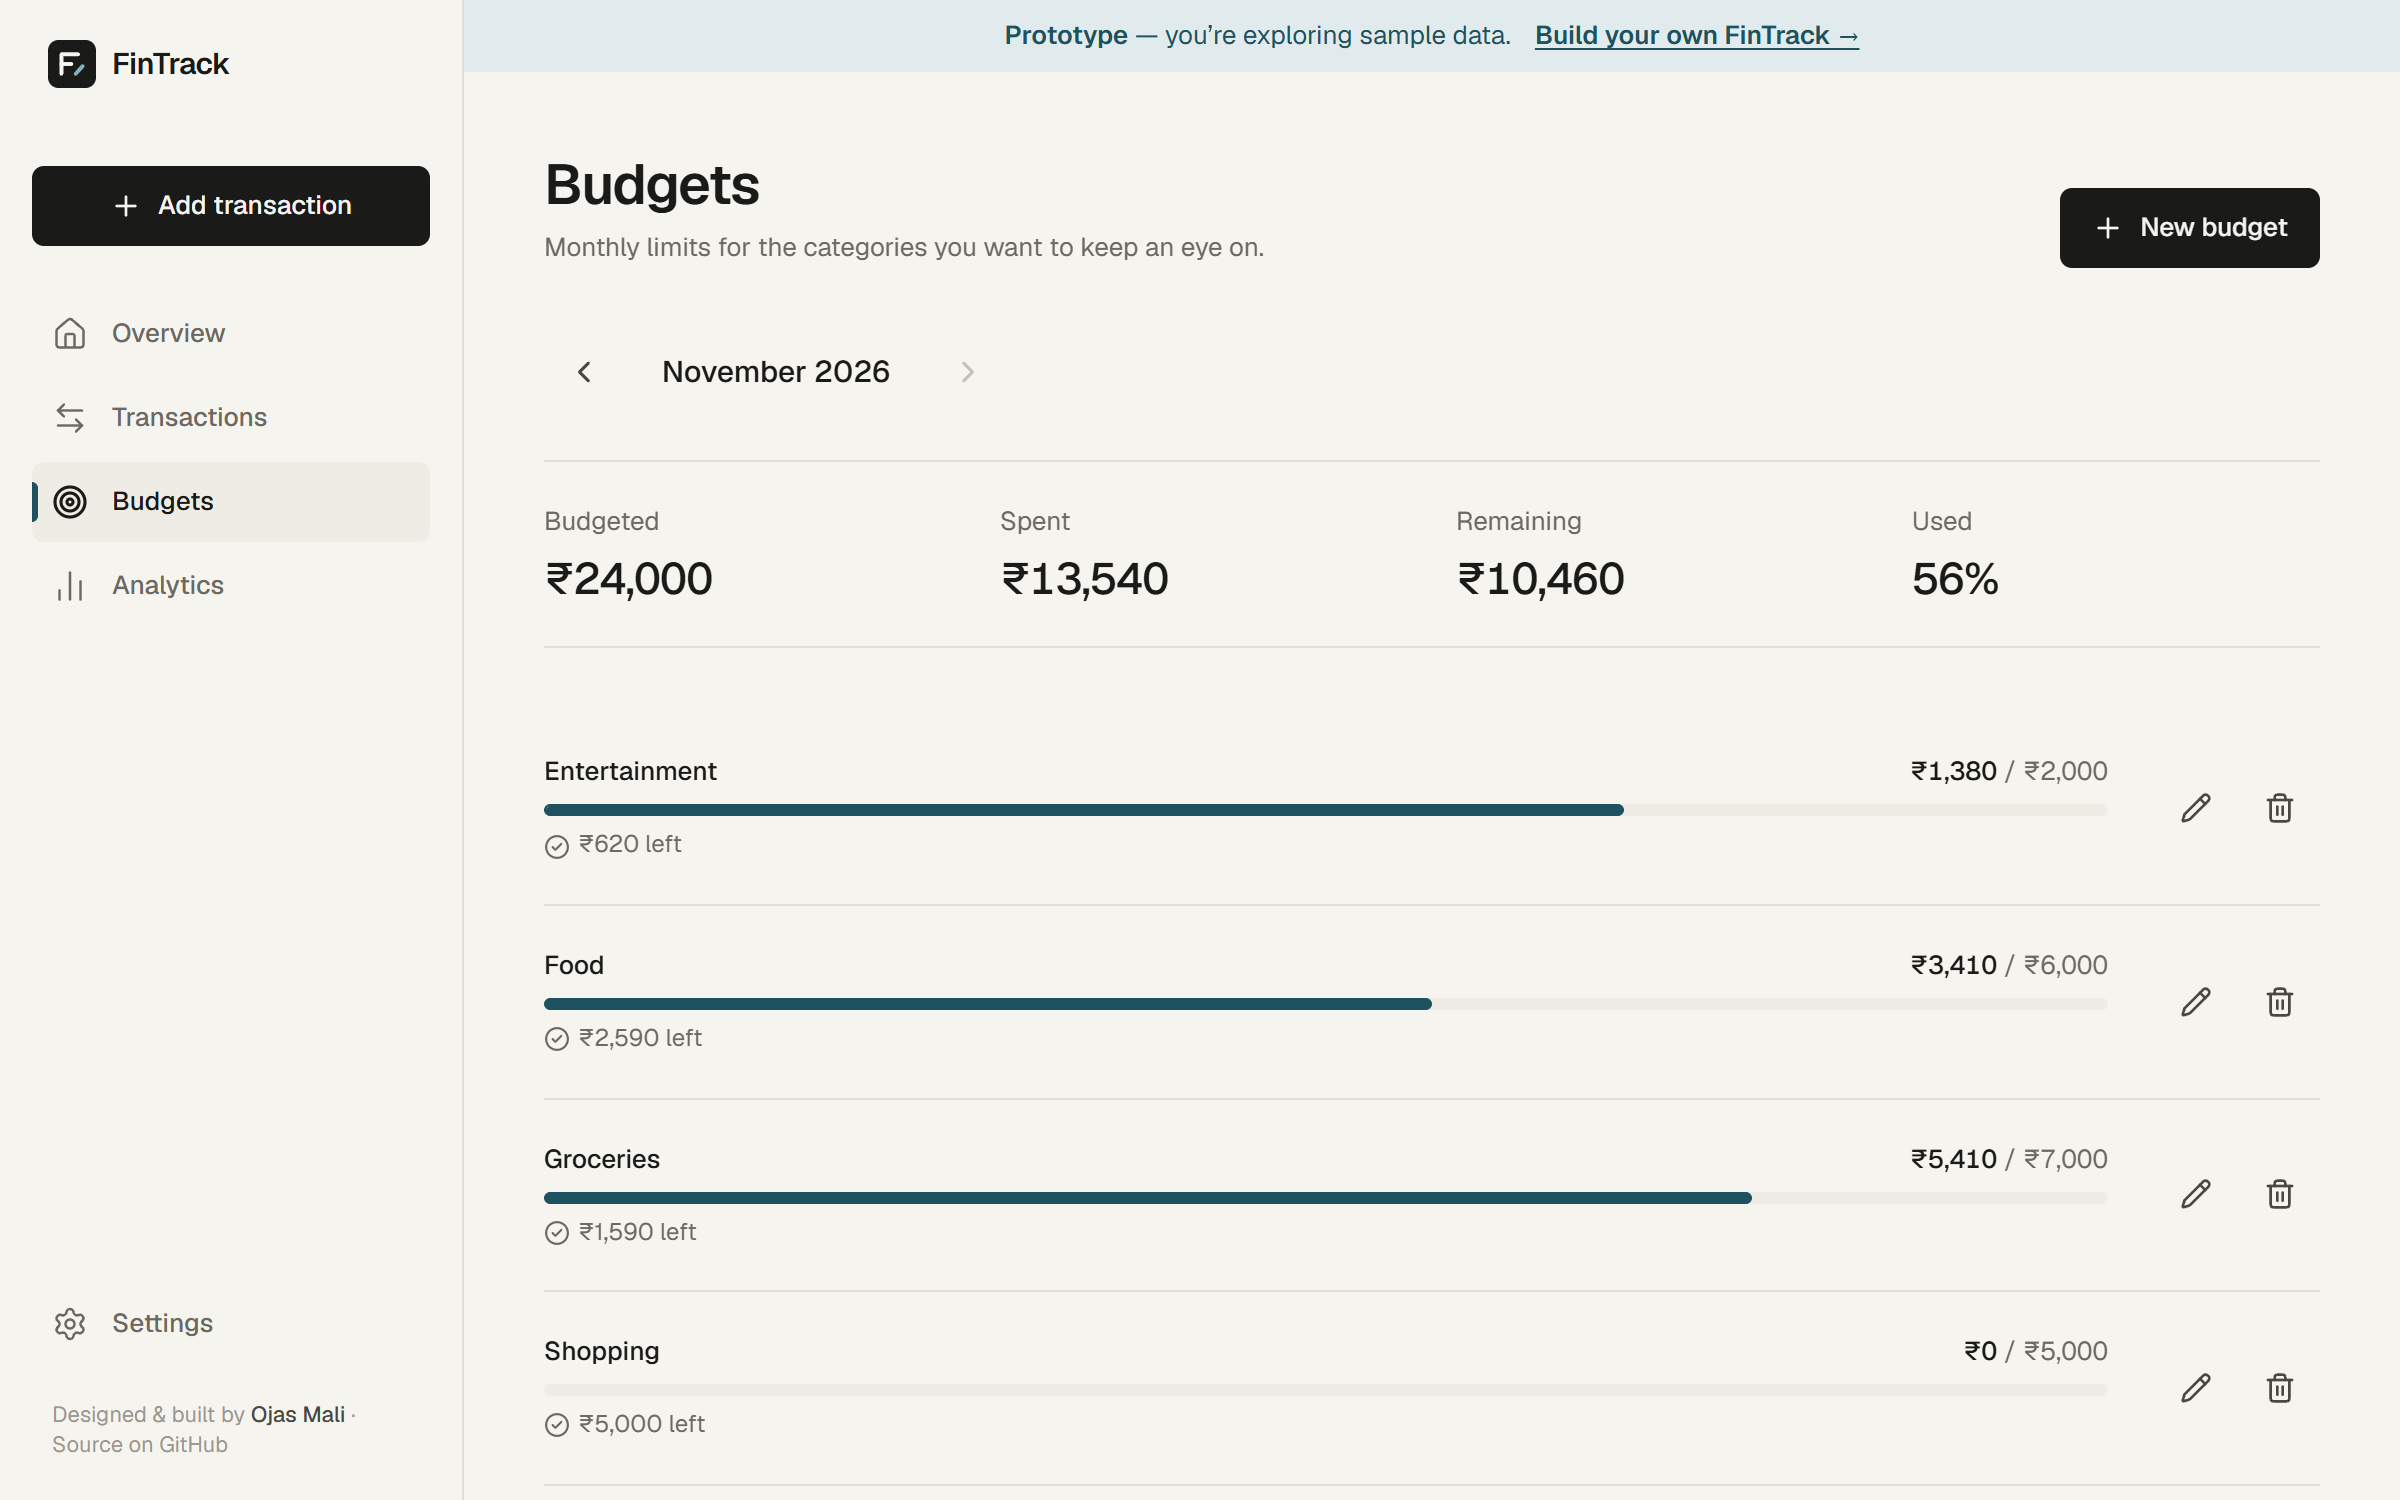 FinTrack
Add transaction
Overview
Transactions
Budgets
Analytics
Settings
Designed & built by Ojas Mali ·
Source on GitHub
Prototype — you’re exploring sample data. Build your own FinTrack →
Budgets
Monthly limits for the categories you want to keep an eye on.
New budget
November 2026
Budgeted
₹24,000
Spent
₹13,540
Remaining
₹10,460
Used
56%
Entertainment
₹1,380 / ₹2,000
₹620 left
Food
₹3,410 / ₹6,000
₹2,590 left
Groceries
₹5,410 / ₹7,000
₹1,590 left
Shopping
₹0 / ₹5,000
₹5,000 left